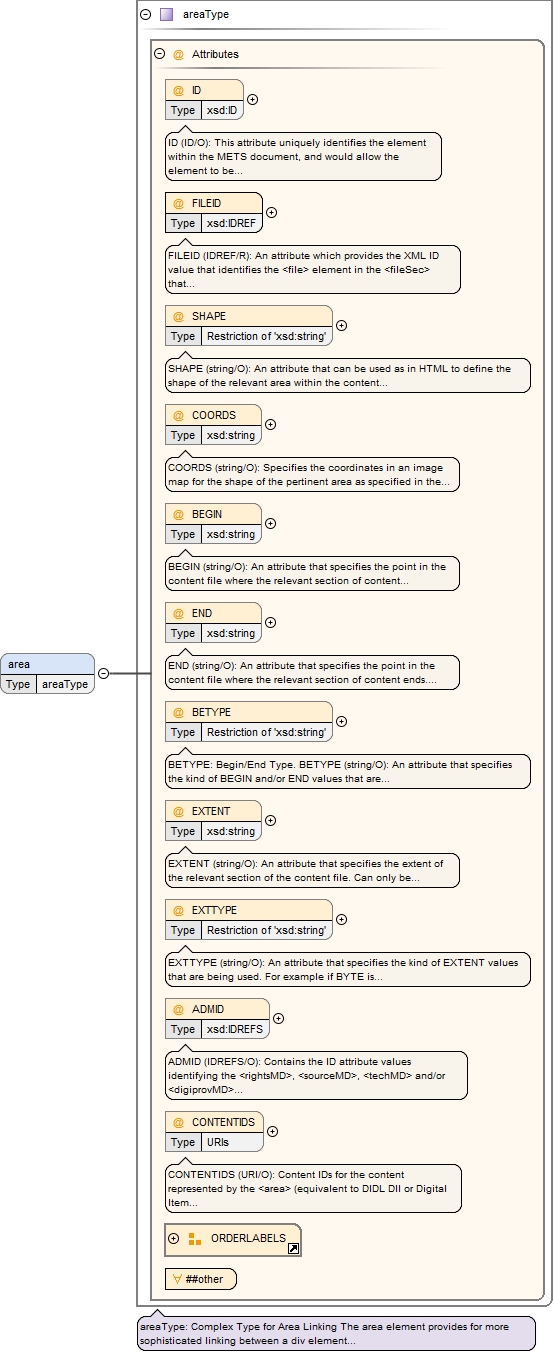 areaType
@ Attributes
@ ID
Type xsd:ID
ID (ID/O): This attribute uniquely identifies the element
within the METS document, and would allow the
element to be...
@ FILEID
Type xsd:IDREF
FILEID (IDREF/R): An attribute which provides the XML ID
value that identifies the <file> element in the <fileSec>
that...
@ SHAPE
Type Restriction of 'xsd:string'
SHAPE (string/O): An attribute that can be used as in HTML to define the
shape of the relevant area within the content...
@ COORDS
Type xsd:string
COORDS (string/O): Specifies the coordinates in an image
map for the shape of the pertinent area as specified in the...
@ BEGIN
Type xsd:string
BEGIN (string/O): An attribute that specifies the point in the
content file where the relevant section of content...
@ END
Type xsd:string
END (string/O): An attribute that specifies the point in the
content file where the relevant section of content ends....
area
Type areaType
@ BETYPE
Type Restriction of 'xsd:string'
BETYPE: Begin/End Type. BETYPE (string/O): An attribute that specifies
the kind of BEGIN and/or END values that are...
@ EXTENT
Type xsd:string
EXTENT (string/O): An attribute that specifies the extent of
the relevant section of the content file. Can only be...
@ EXTTYPE
Type Restriction of 'xsd:string'
EXTTYPE (string/O): An attribute that specifies the kind of EXTENT values
that are being used. For example if BYTE is...
@ ADMID
Type xsd:IDREFS
ADMID (IDREFS/O): Contains the ID attribute values
identifying the <rightsMD>, <sourceMD>, <techMD> and/or
<digiprovMD>...
@ CONTENTIDS
Type URIs
CONTENTIDS (URI/O): Content IDs for the content
represented by the <area> (equivalent to DIDL DII or Digital
Item...
ORDERLABELS
∀ ##other
areaType: Complex Type for Area Linking The area element provides for more
sophisticated linking between a div element...